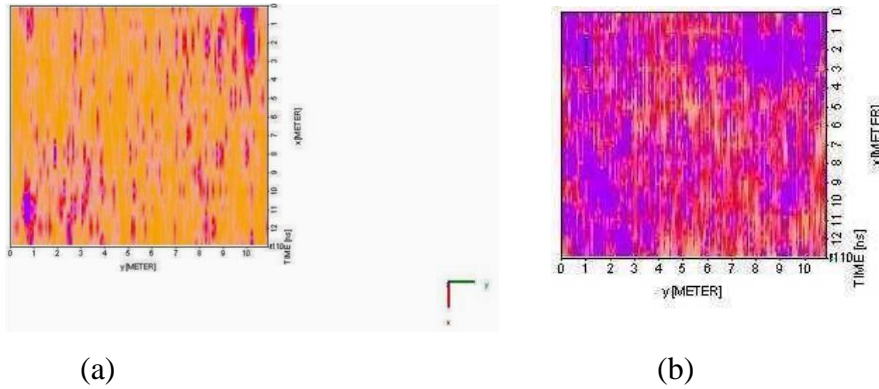 0 1 2 3 4 5 6 7 8 9 10 11 12
x[METER]
TIME [ns]
110
0 1 2 3 4 5 6 7 8 9 10
y[METER]
y
x
(a)
0 1 2 3 4 5 6 7 8 9 10 11 12
x[METER]
TIME [ns]
110
0 1 2 3 4 5 6 7 8 9 10
y[METER]
(b)